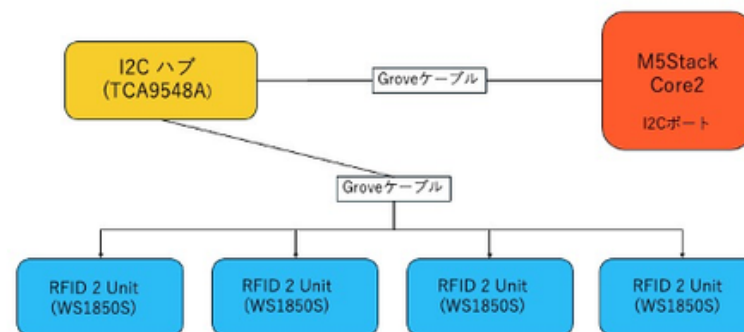 I2C ハブ
(TCA9548A)
Groveケーブル
M5Stack
Core2
I2Cポート
Groveケーブル
RFID 2 Unit
(WS1850S)
RFID 2 Unit
(WS1850S)
RFID 2 Unit
(WS1850S)
RFID 2 Unit
(WS1850S)